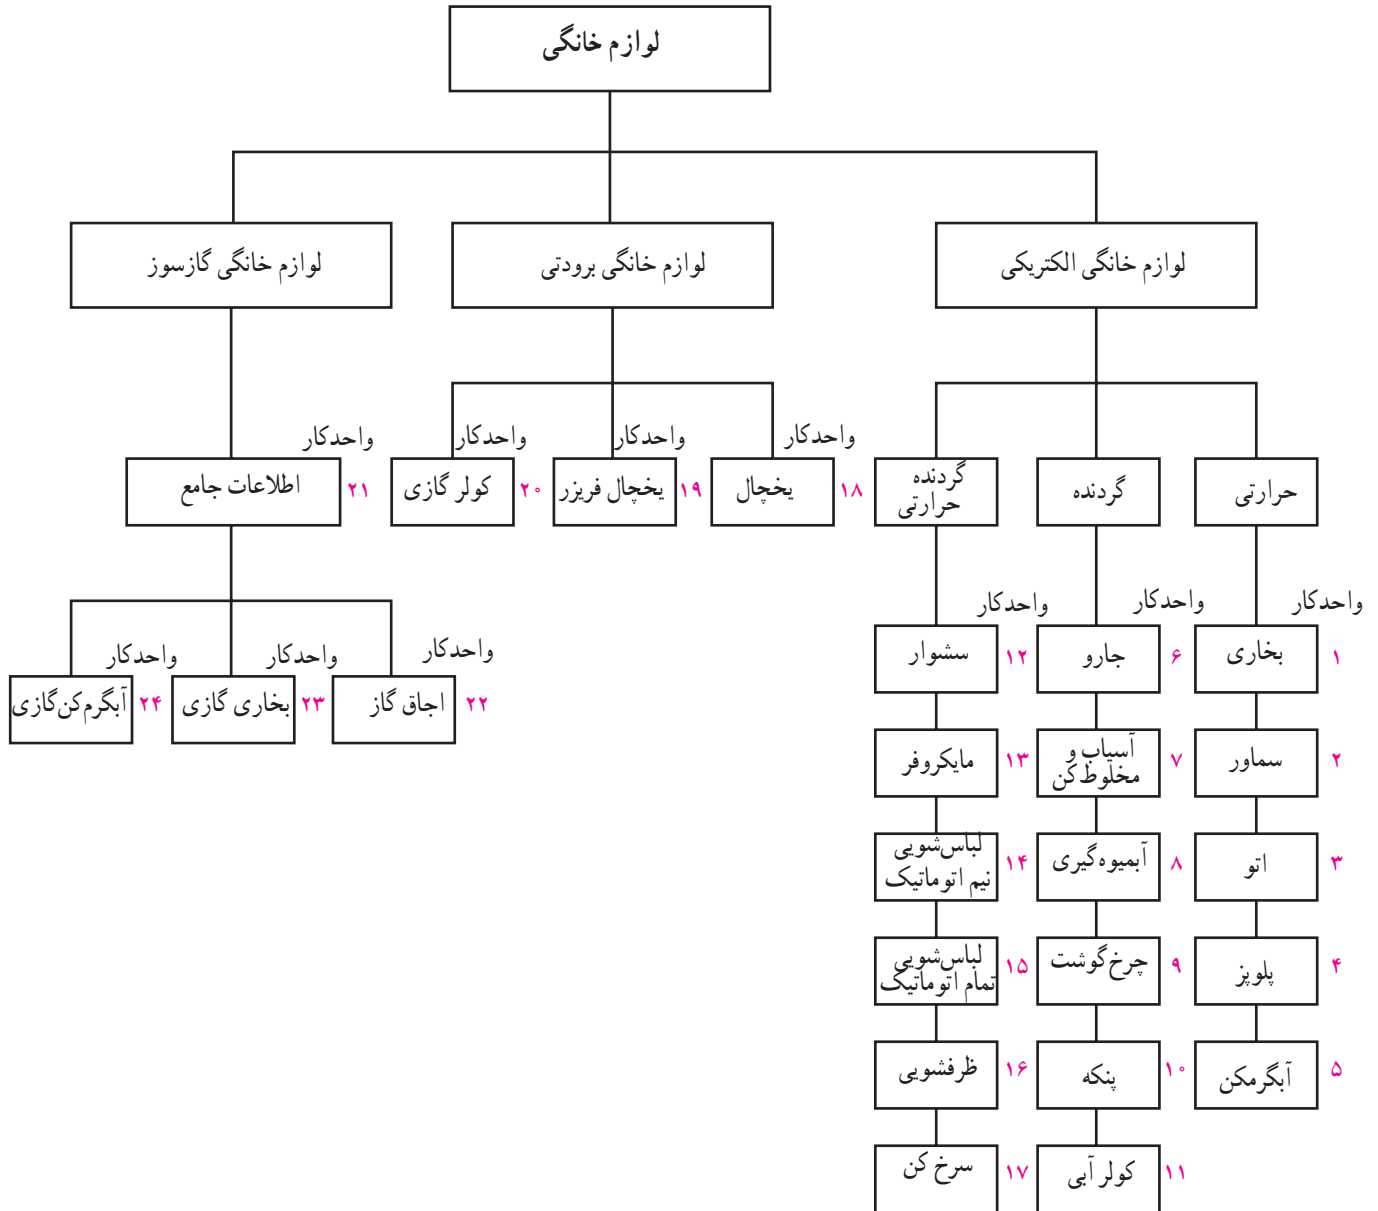 لوازم خانگی
لوازم خانگی الکتریکی
لوازم خانگی برودتی
لوازم خانگی گازسوز
حرارتی
گردنده
گردنده
حرارتی
واحدکار
یخچال
۱۸
واحدکار
یخچال فریزر
۱۹
واحدکار
کولر گازی
۲۰
واحدکار
اطلاعات جامع
۲۱
واحدکار
بخاری
۱
سماور
۲
اتو
۳
پلوپز
۴
آبگرمکن
۵
واحدکار
جارو
۶
آسیاب و
مخلوط‌کن
۷
آبمیوه‌گیری
۸
چرخ‌گوشت
۹
پنکه
۱۰
کولر آبی
۱۱
واحدکار
سشوار
۱۲
مایکروفر
۱۳
لباس‌شویی
نیم اتوماتیک
۱۴
لباس‌شویی
تمام اتوماتیک
۱۵
ظرفشویی
۱۶
سرخ کن
۱۷
واحدکار
اجاق گاز
۲۲
واحدکار
بخاری گازی
۲۳
واحدکار
آبگرم‌کن‌گازی
۲۴